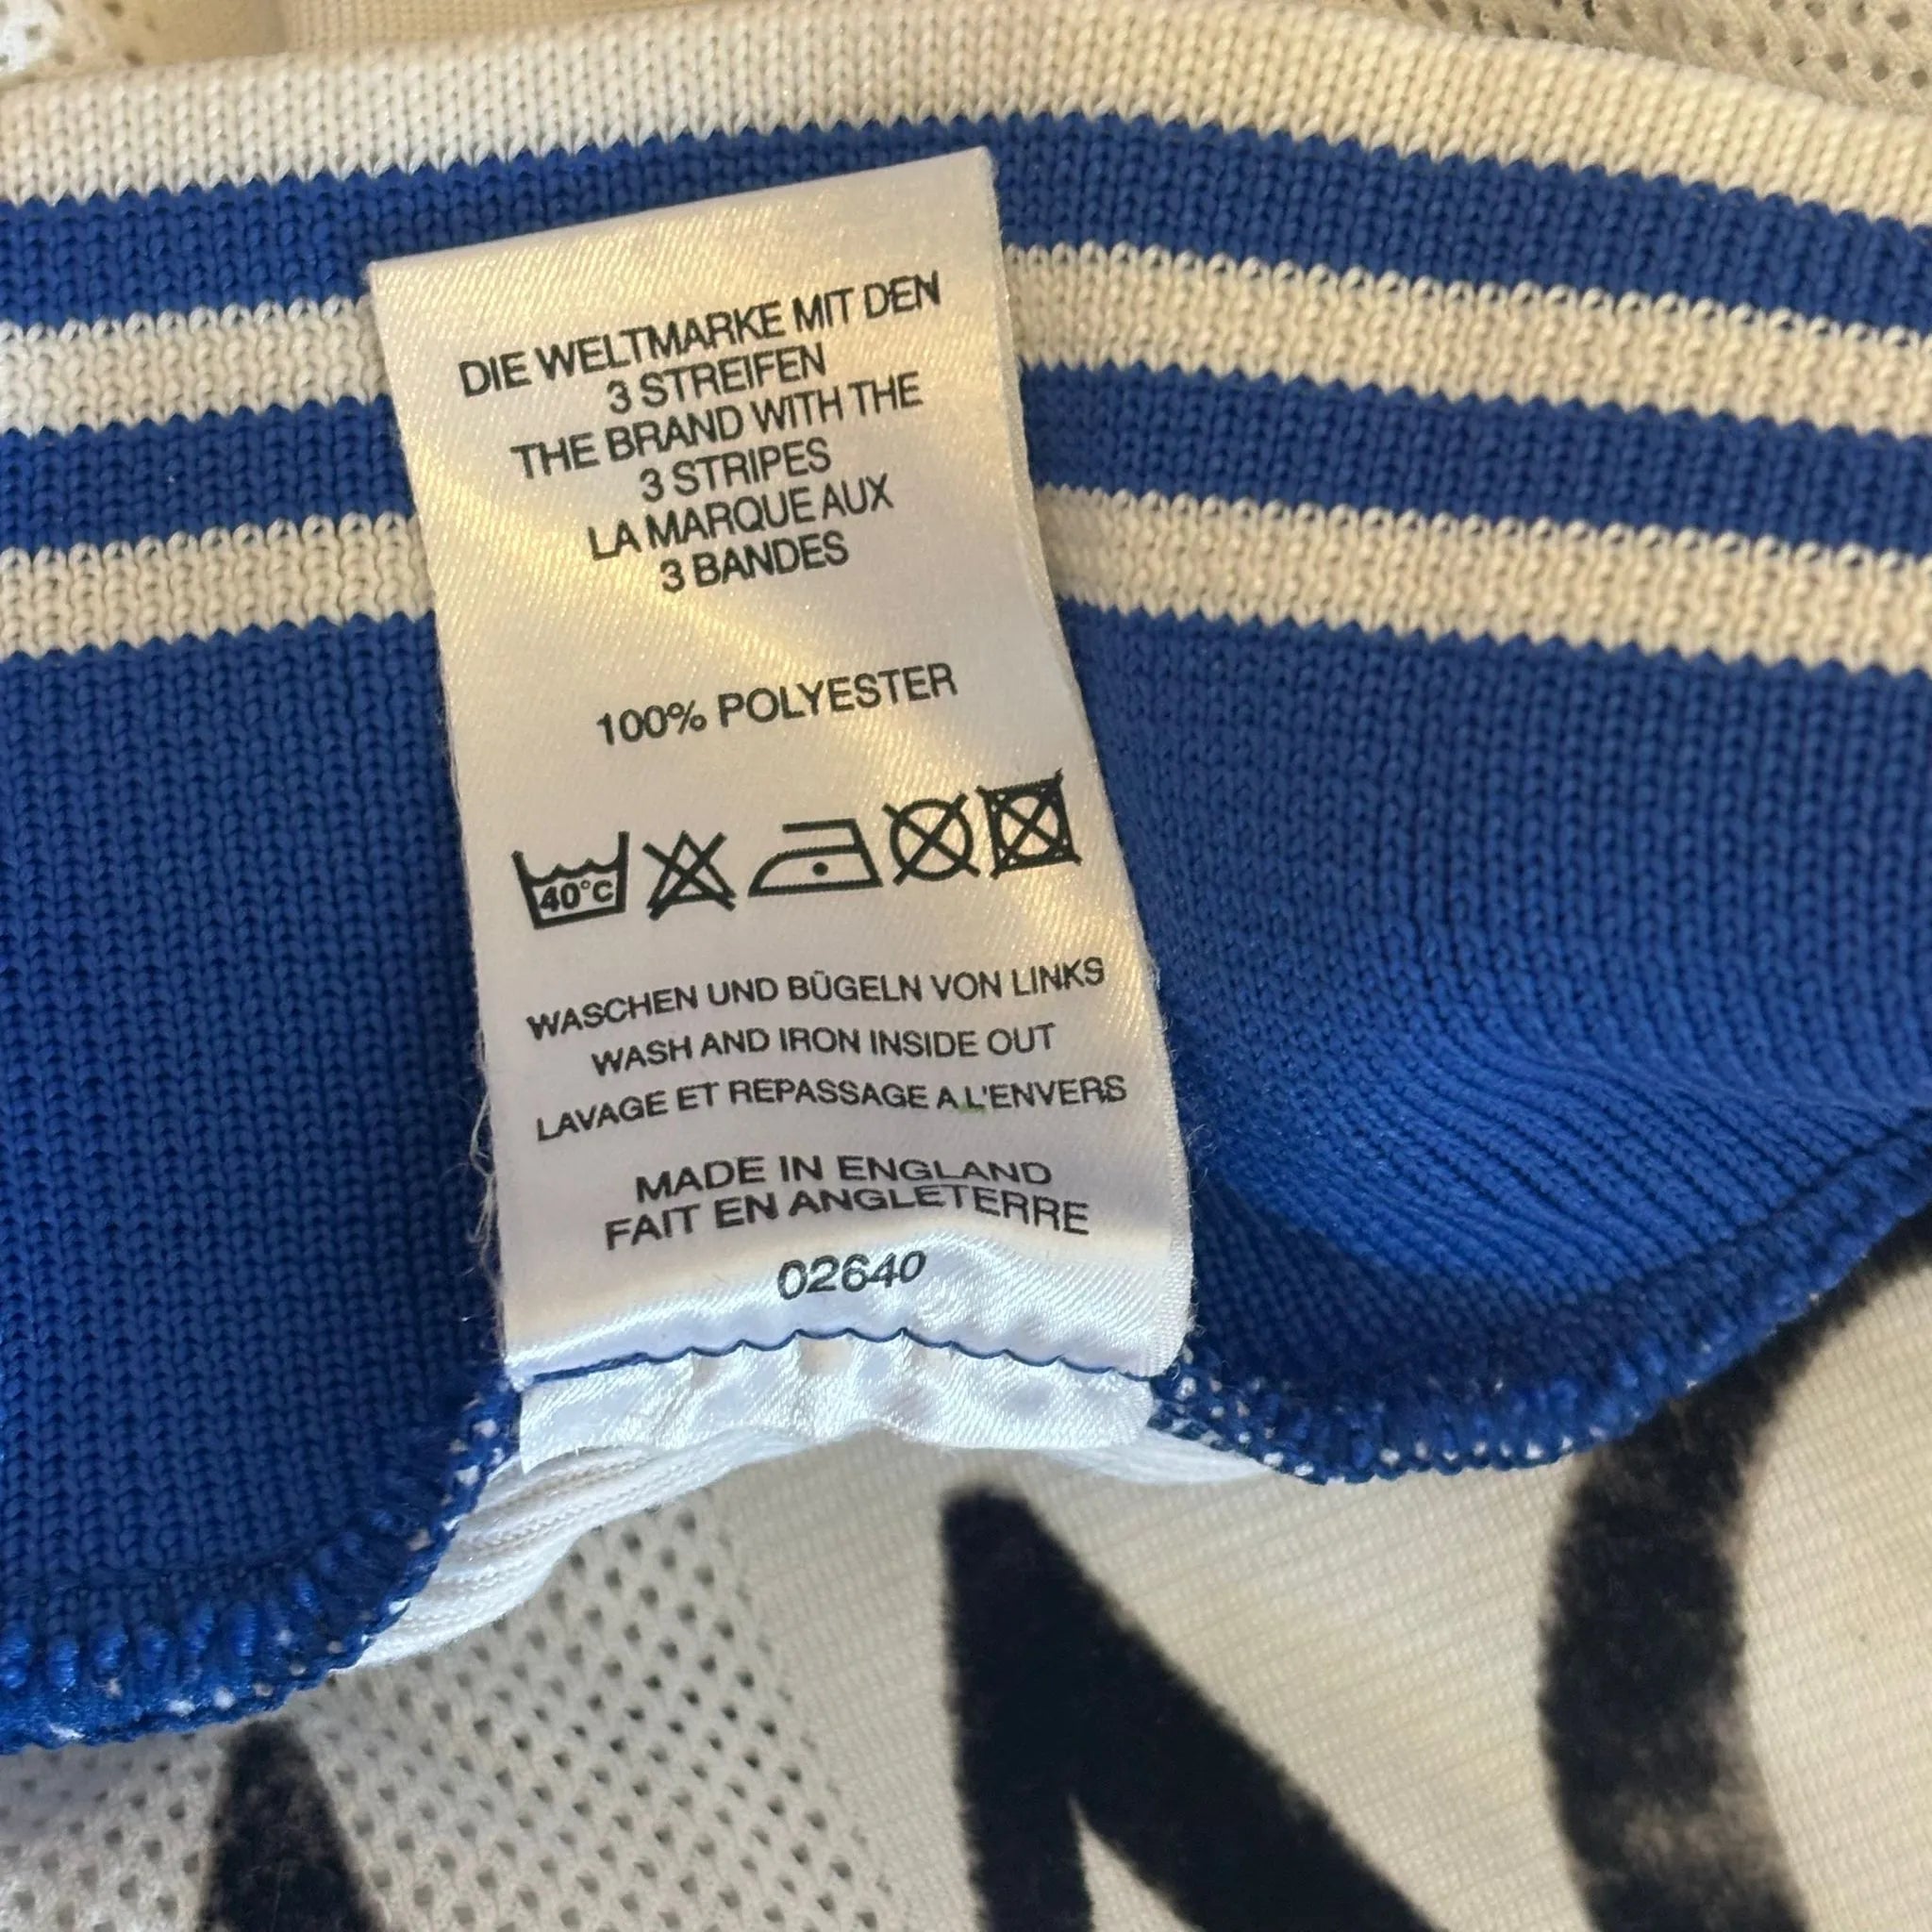 DIE WELTMARKE MIT DEN
3 STREIFEN
THE BRAND WITH THE
3 STRIPES
LA MARQUE AUX
3 BANDES
100% POLYESTER
40°C
WASCHEN UND BÜGELN VON LINKS
WASH AND IRON INSIDE OUT
LAVAGE ET REPASSAGE A L'ENVERS
MADE IN ENGLAND
FAIT EN ANGLETERRE
02640